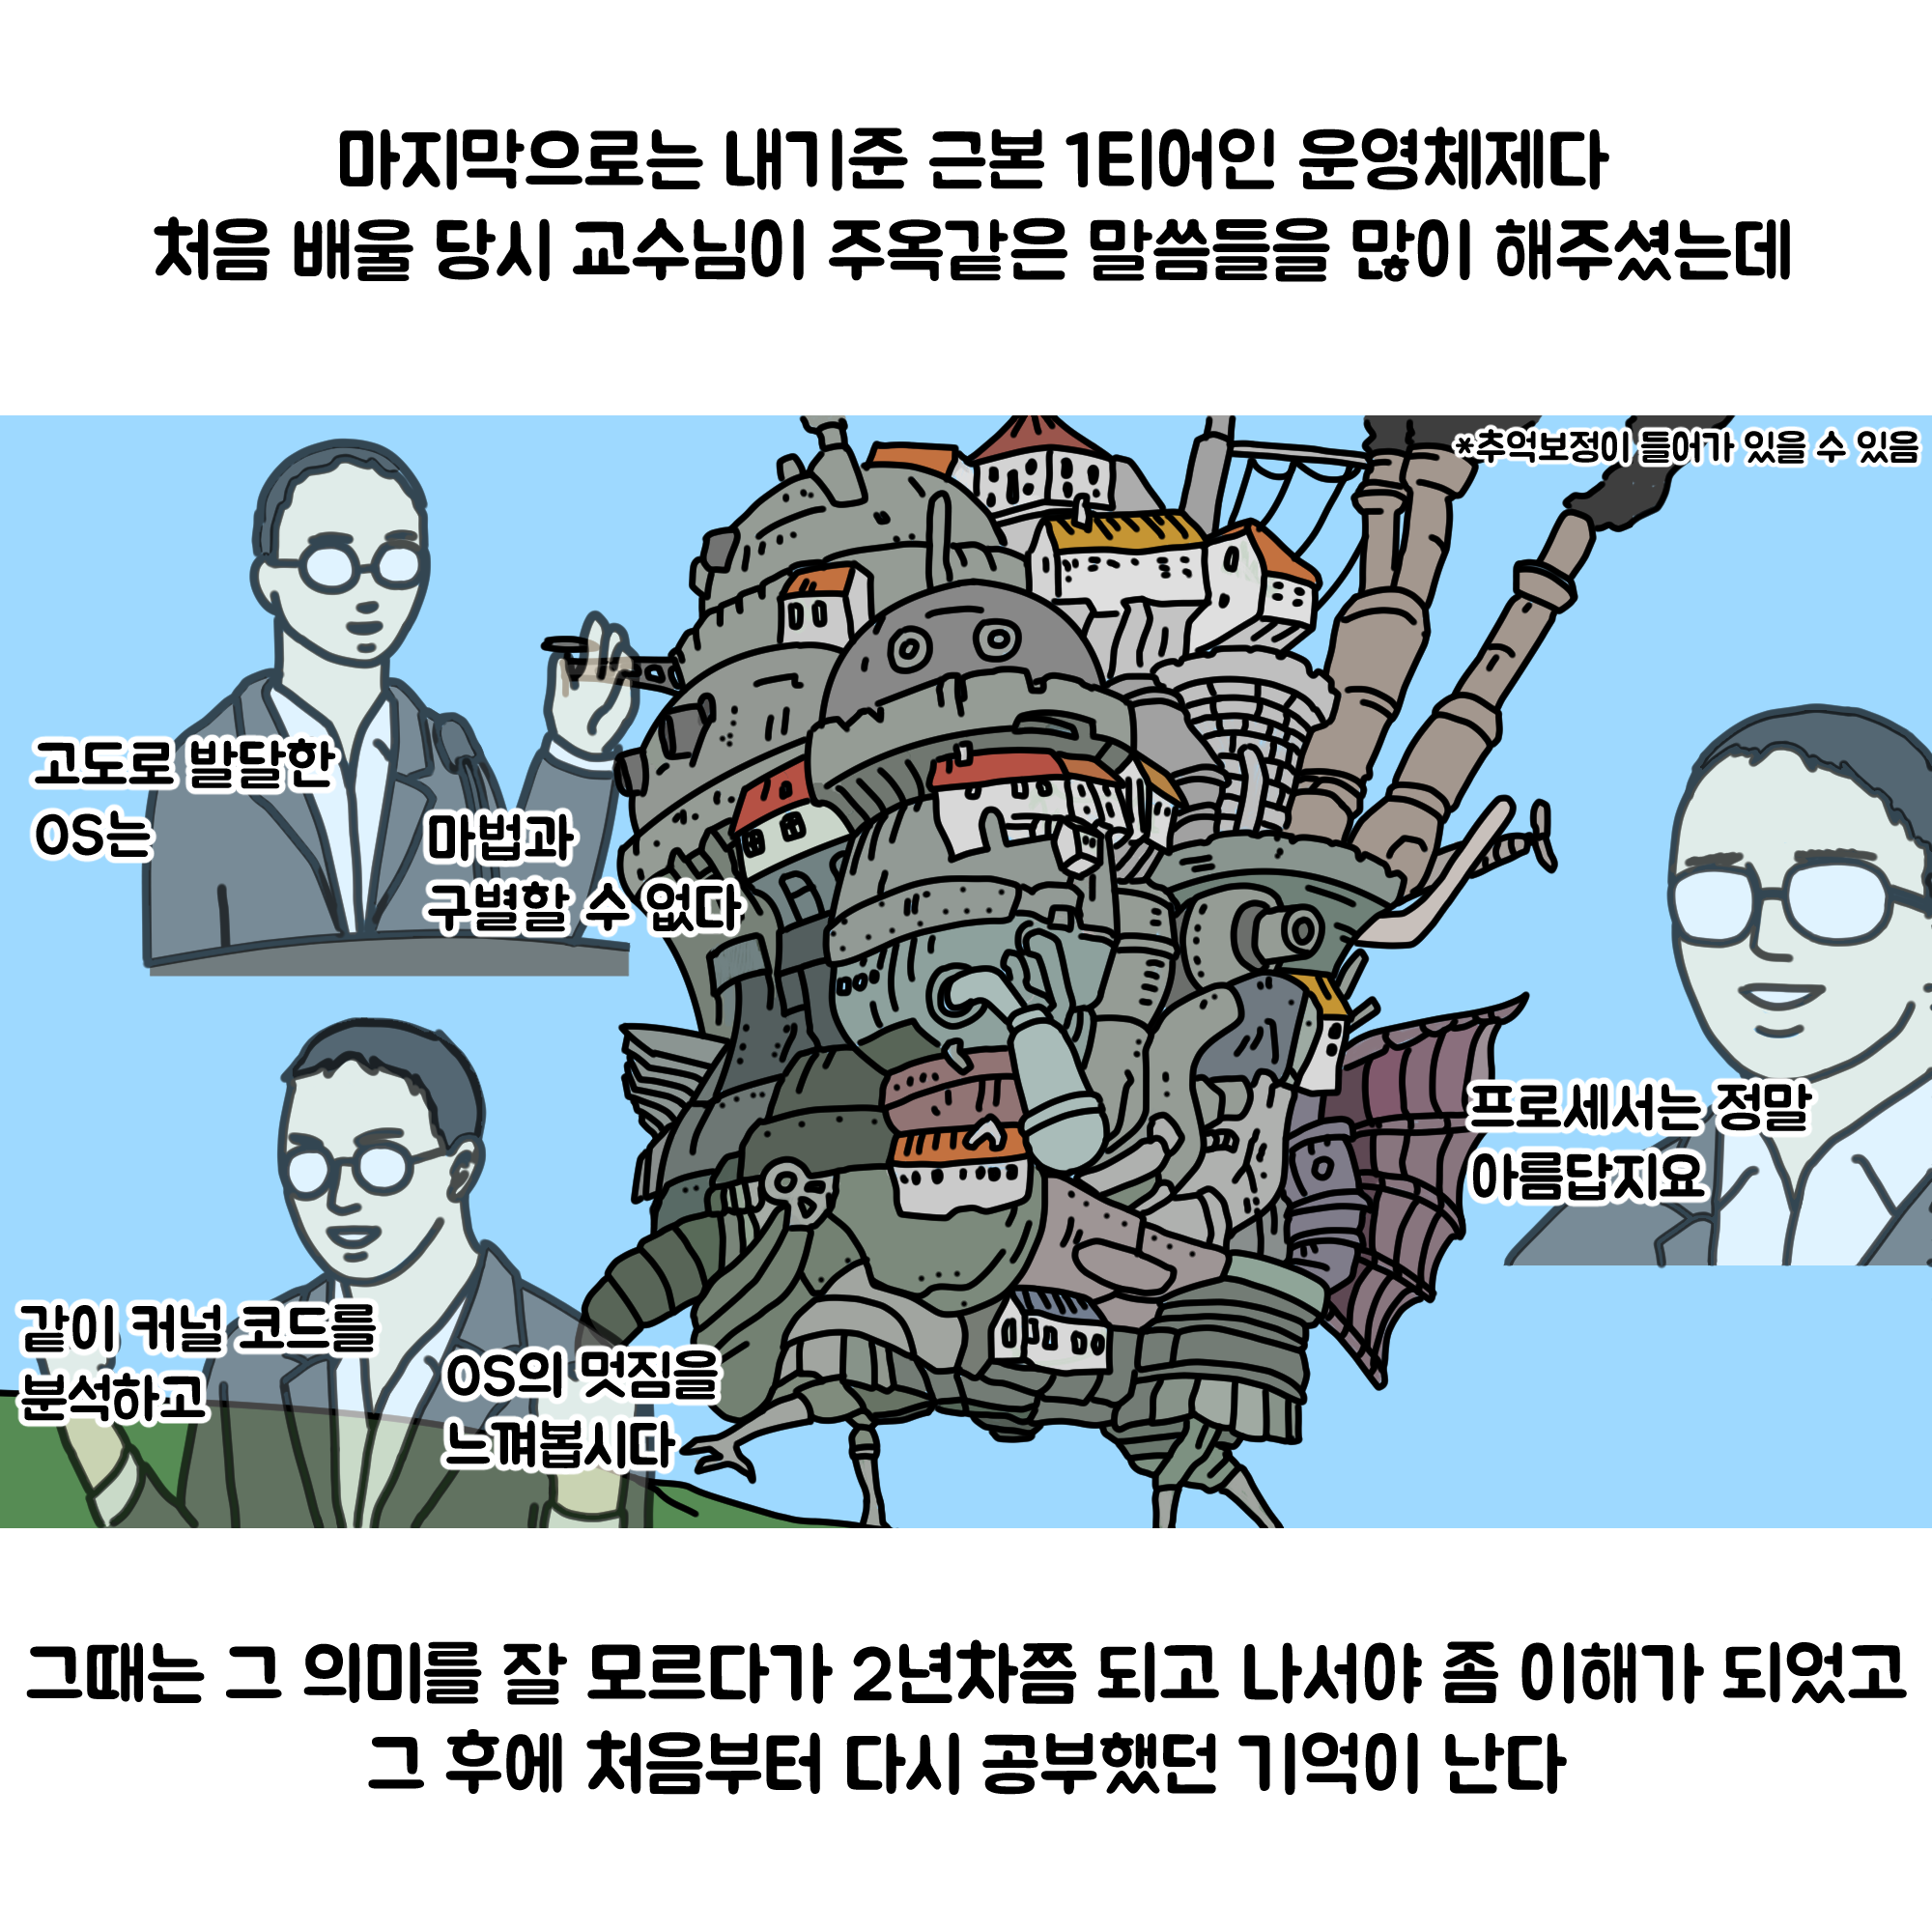 마지막으로는 내기준 근본 1티어인 운영체제다
처음 배울 당시 교수님이 주옥같은 말씀들을 많이 해주셨는데
*추억보정이 들어가 있을 수 있음
고도로 발달한
OS는
마법과
구별할 수 없다
프로세서는 정말
아름답지요
같이 커널 코드를
분석하고
OS의 멋짐을
느껴봅시다
그때는 그 의미를 잘 모르다가 2년차쯤 되고 나서야 좀 이해가 되었고
그 후에 처음부터 다시 공부했던 기억이 난다